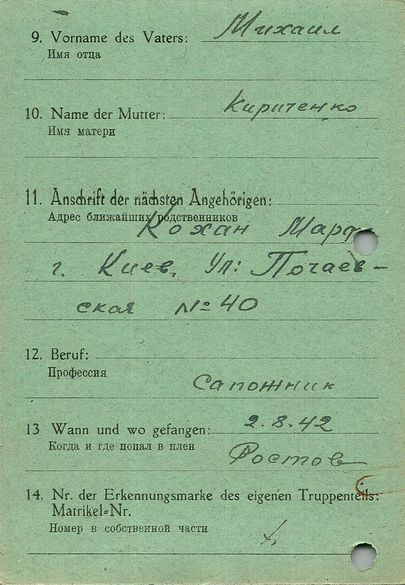 9. Vorname des Vaters: Михаил
Имя отца
10. Name der Mutter: Киритенко
Имя матери
11. Anschrift der nächsten Angehörigen:
Адрес ближайших родственников
Кохан
г. Киев, Ул: Почаев-
ская № 40
12. Beruf:
Профессия
Сапожник
13 Wann und wo gefangen: 2.8.42
Когда и где попал в плен
Ростов
14. Nr. der Erkennungsmarke des eigenen Truppenteils:
Matrikel=Nr.
Номер в собственной части